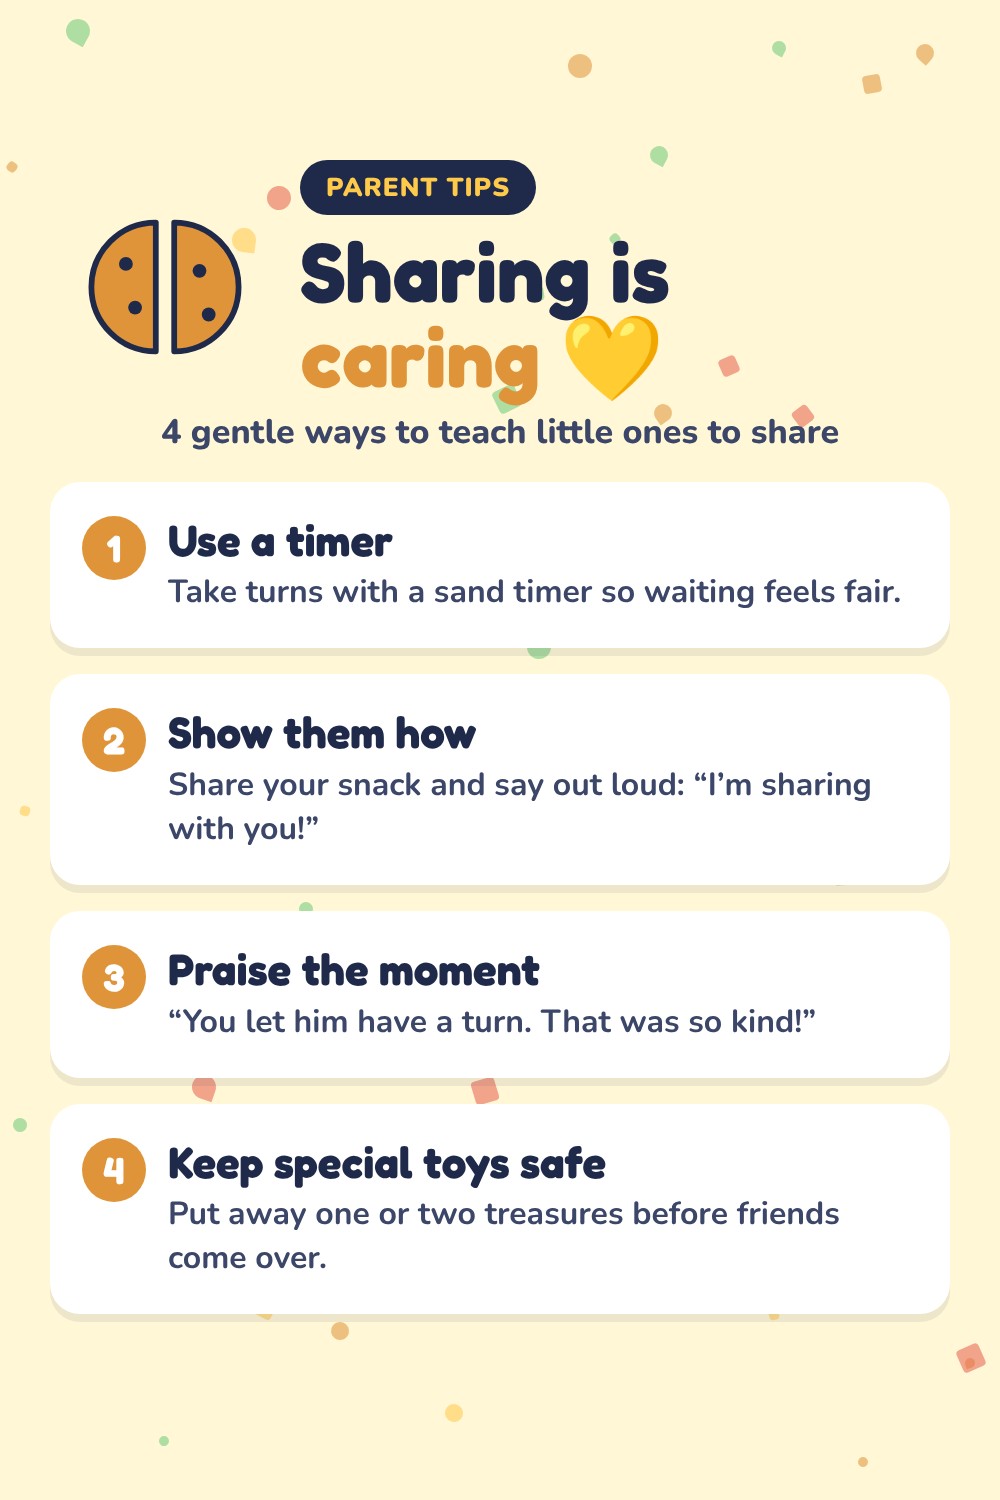 PARENT TIPS
Sharing is
caring 💛
4 gentle ways to teach little ones to share
1
Use a timer
Take turns with a sand timer so waiting feels fair.
2
Show them how
Share your snack and say out loud: “I’m sharing
with you!”
3
Praise the moment
“You let him have a turn. That was so kind!”
4
Keep special toys safe
Put away one or two treasures before friends
come over.